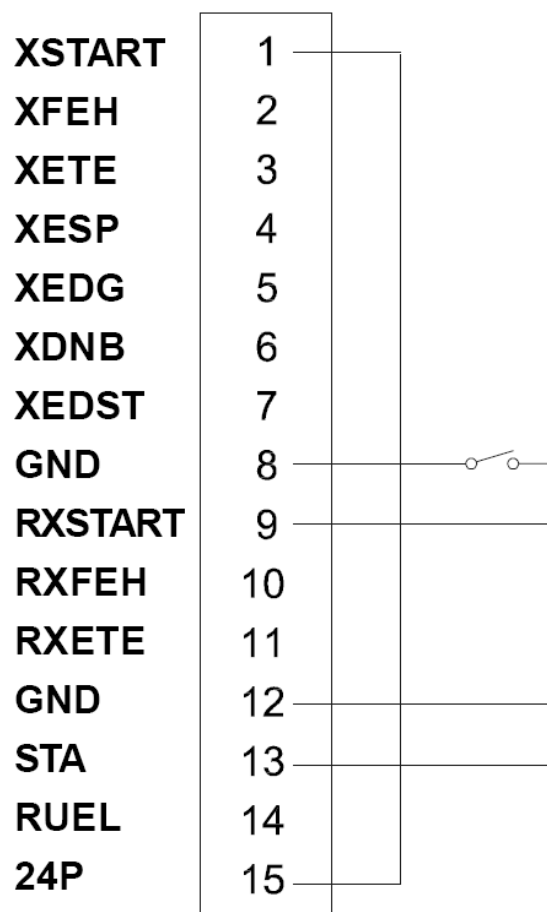 XSTART 1
XFEH 2
XETE 3
XESP 4
XEDG 5
XDNB 6
XEDST 7
GND 8
RXSTART 9
RXFEH 10
RXETE 11
GND 12
STA 13
RUEL 14
24P 15